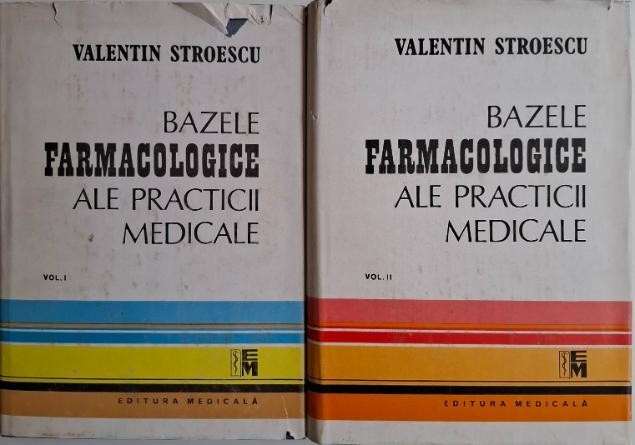 VALENTIN STROESCU
BAZELE
FARMACOLOGICE
ALE PRACTICII
MEDICALE
VOL. I
EM
EDITURA MEDICALĂ
VALENTIN STROESCU
BAZELE
FARMACOLOGICE
ALE PRACTICII
MEDICALE
VOL. II
EM
EDITURA MEDICALĂ